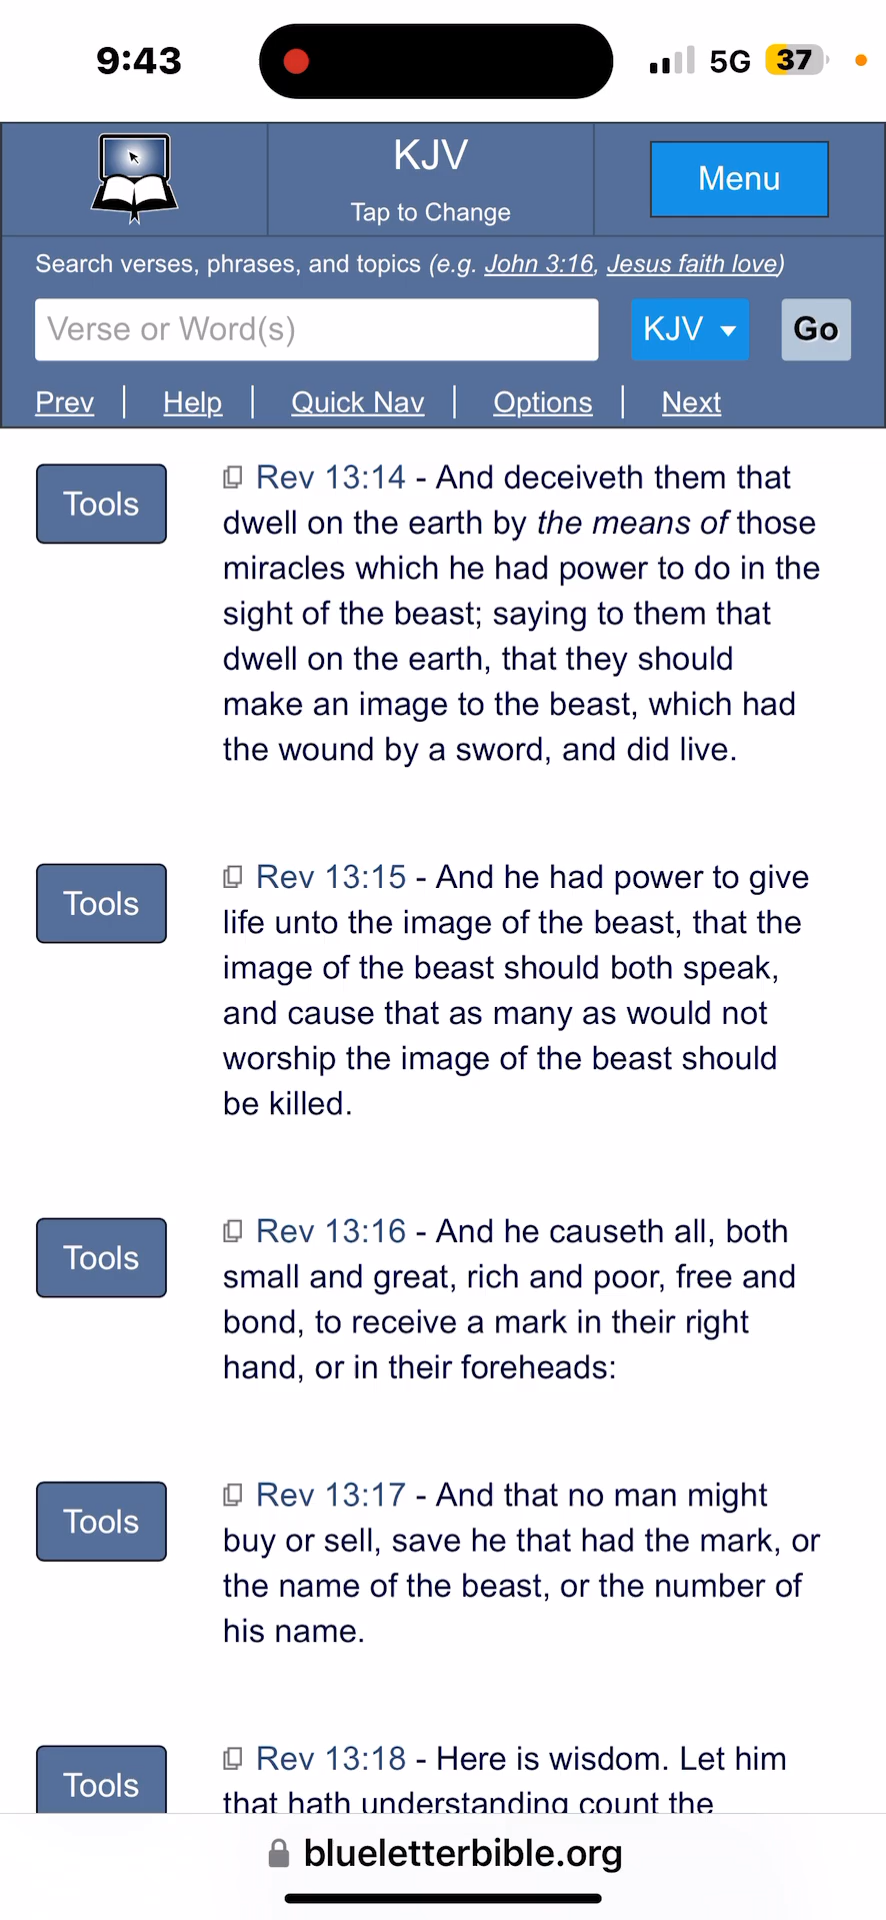 9:43
5G
37
KJV
Tap to Change
Menu
Search verses, phrases, and topics (e.g. John 3:16, Jesus faith love)
Verse or Word(s)
KJV
Go
Prev | Help | Quick Nav | Options | Next
Tools
Rev 13:14 - And deceiveth them that
dwell on the earth by the means of those
miracles which he had power to do in the
sight of the beast; saying to them that
dwell on the earth, that they should
make an image to the beast, which had
the wound by a sword, and did live.
Tools
Rev 13:15 - And he had power to give
life unto the image of the beast, that the
image of the beast should both speak,
and cause that as many as would not
worship the image of the beast should
be killed.
Tools
Rev 13:16 - And he causeth all, both
small and great, rich and poor, free and
bond, to receive a mark in their right
hand, or in their foreheads:
Tools
Rev 13:17 - And that no man might
buy or sell, save he that had the mark, or
the name of the beast, or the number of
his name.
Tools
Rev 13:18 - Here is wisdom. Let him
that hath understanding count the
blueletterbible.org